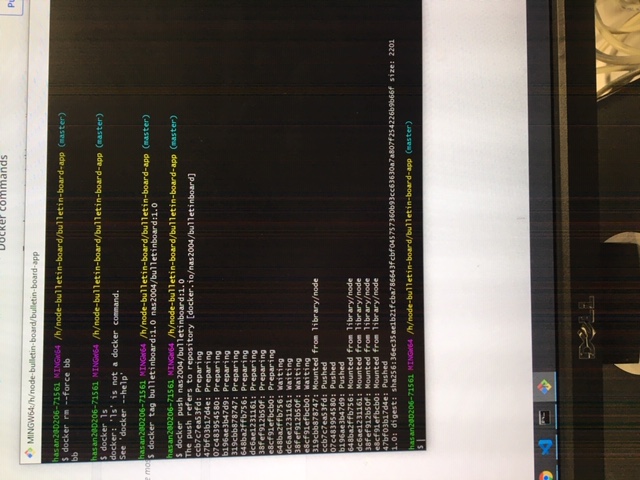 Docker commands
MINGW64:/h/node-bulletin-board/bulletin-board-app
hasan20D206-71561 MINGW64 /h/node-bulletin-board/bulletin-board-app (master)
$ docker rm --force bb
bb
hasan20D206-71561 MINGW64 /h/node-bulletin-board/bulletin-board-app (master)
$ docker ls
docker: 'ls' is not a docker command.
See 'docker --help'
hasan20D206-71561 MINGW64 /h/node-bulletin-board/bulletin-board-app (master)
$ docker tag bulletinboard:1.0 nas2004/bulletinboard:1.0
hasan20D206-71561 MINGW64 /h/node-bulletin-board/bulletin-board-app (master)
$ docker push nas2004/bulletinboard:1.0
The push refers to repository [docker.io/nas2004/bulletinboard]
ccb7c7ea53fd: Preparing
47bf03b17d4e: Preparing
07c483954580: Preparing
b196ae3b47d9: Preparing
319cbb878747: Preparing
648ba2ffb756: Preparing
dc6ae1231161: Preparing
38fef912b50f: Preparing
e8cf91efbcb0: Preparing
648ba2ffb756: Waiting
dc6ae1231161: Waiting
38fef912b50f: Waiting
e8cf91efbcb0: Waiting
319cbb878747: Mounted from library/node
ccb7c7ea53fd: Pushed
07c483954580: Pushed
b196ae3b47d9: Pushed
648ba2ffb756: Mounted from library/node
dc6ae1231161: Mounted from library/node
38fef912b50f: Mounted from library/node
e8cf91efbcb0: Mounted from library/node
47bf03b17d4e: Pushed
1.0: digest: sha256:36ec35ae1b21fcba786643fcbf045757360b93cc63630a7a807f254226b9b66f size: 2201
hasan20D206-71561 MINGW64 /h/node-bulletin-board/bulletin-board-app (master)
$
DELL